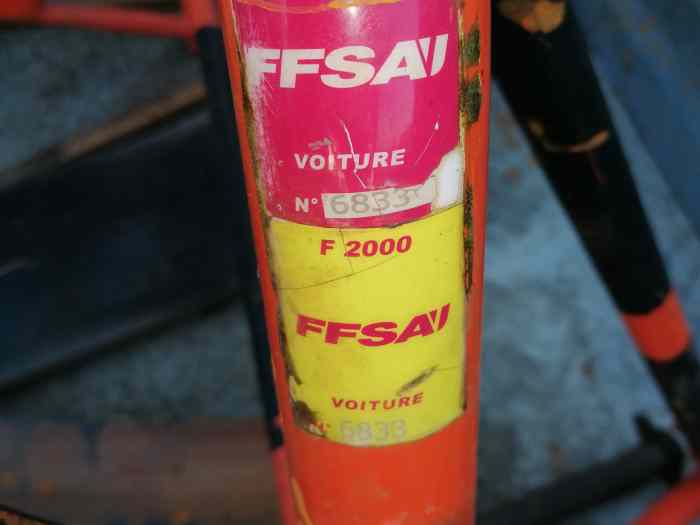 FFSA
VOITURE
N° 6833
F 2000
FFSA
VOITURE
N° 6833